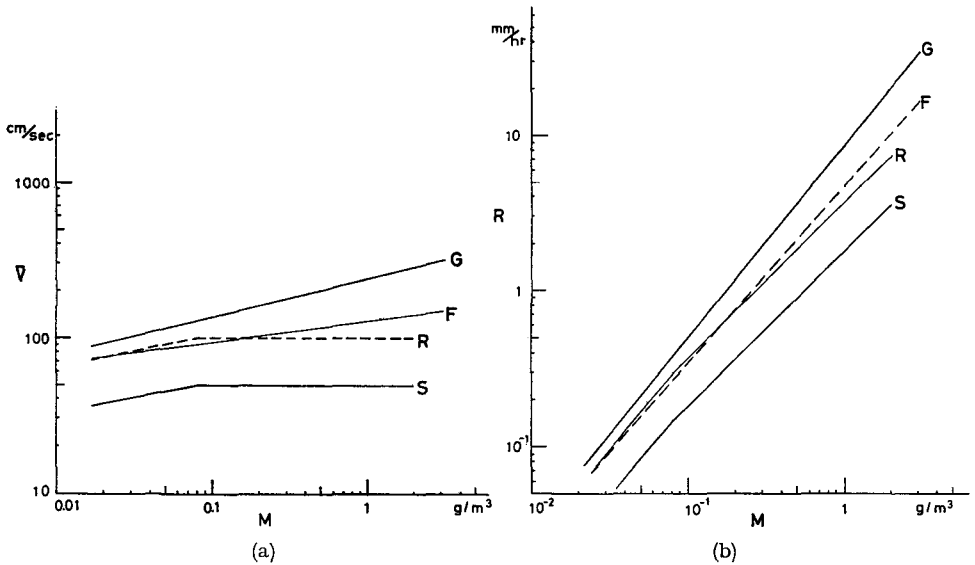 cm/sec
1000
V̄
100
10
0.01
0.1
1
g/m³
M
G
F
R
S
(a)
mm/hr
10
R
1
10⁻¹
10⁻²
10⁻¹
1
g/m³
M
G
F
R
S
(b)